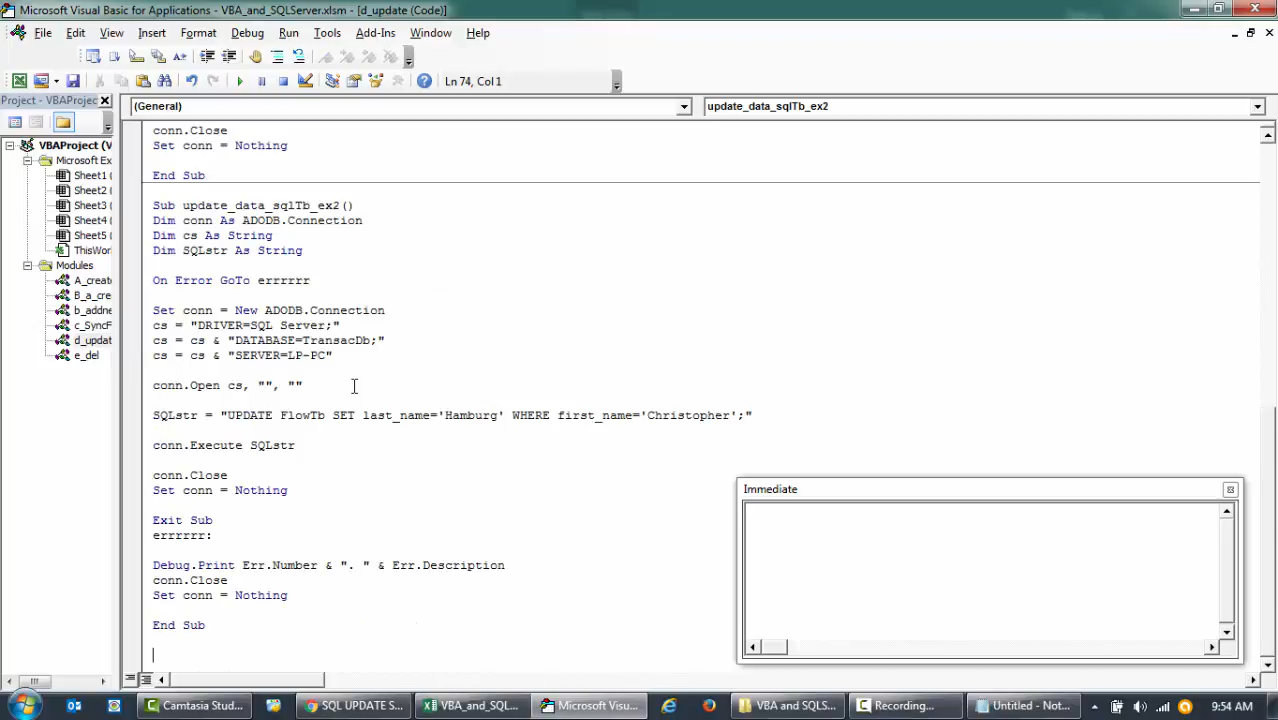 Microsoft Visual Basic for Applications - VBA_and_SQLServer.xlsm - [d_update (Code)]
File Edit View Insert Format Debug Run Tools Add-Ins Window Help
Ln 74, Col 1
Project - VBAProjec
(General)
update_data_sqlTb_ex2
VBAProject (V
Microsoft Ex
Sheet1 (
Sheet2 (
Sheet3 (
Sheet4 (
Sheet5 (
ThisWor
Modules
A_create
B_a_cre
b_addne
c_SyncF
d_updat
e_del
conn.Close
Set conn = Nothing
End Sub
Sub update_data_sqlTb_ex2()
Dim conn As ADODB.Connection
Dim cs As String
Dim SQLstr As String
On Error GoTo errrrrr
Set conn = New ADODB.Connection
cs = "DRIVER=SQL Server;"
cs = cs & "DATABASE=TransacDb;"
cs = cs & "SERVER=LP-PC"
conn.Open cs, "", ""
SQLstr = "UPDATE FlowTb SET last_name='Hamburg' WHERE first_name='Christopher';"
conn.Execute SQLstr
conn.Close
Set conn = Nothing
Exit Sub
errrrrr:
Debug.Print Err.Number & ". " & Err.Description
conn.Close
Set conn = Nothing
End Sub
Immediate
Camtasia Stud...
SQL UPDATE S...
VBA_and_SQL...
Microsoft Visu...
VBA and SQLS...
Recording...
Untitled - Not...
9:54 AM